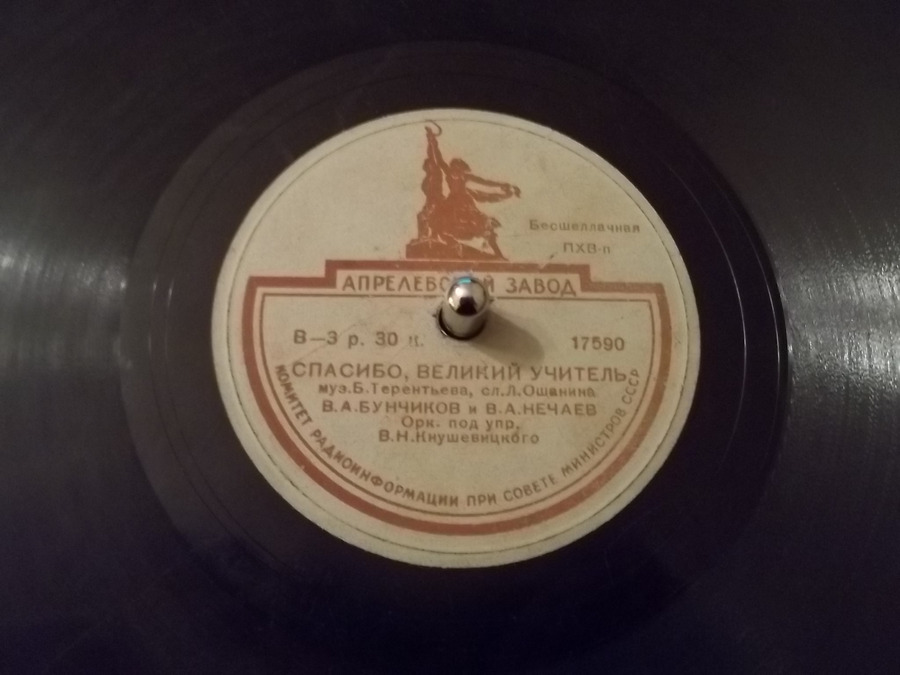 Бесшеллачная
ПХВ-п
АПРЕЛЕВСКИЙ ЗАВОД
В—3 р. 30 к.
17590
СПАСИБО, ВЕЛИКИЙ УЧИТЕЛЬ
муз. Б. Терентьева, сл. Л. Ошанина
В. А. БУНЧИКОВ и В. А. НЕЧАЕВ
Орк. под упр.
В. Н. Кнушевицкого
КОМИТЕТ РАДИОИНФОРМАЦИИ ПРИ СОВЕТЕ МИНИСТРОВ СССР